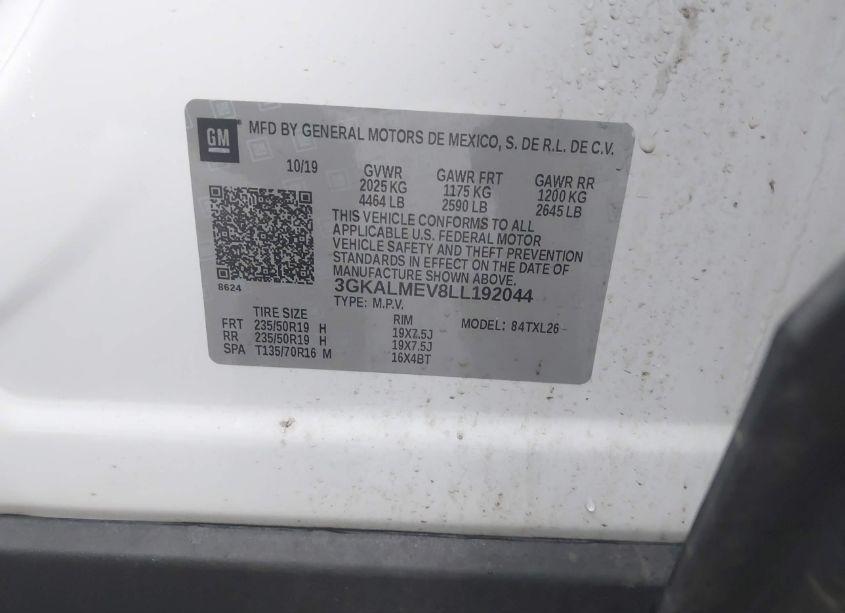 GM
MFD BY GENERAL MOTORS DE MEXICO, S. DE R.L. DE C.V.
10/19 GVWR GAWR FRT GAWR RR
2025 KG 1175 KG 1200 KG
4464 LB 2590 LB 2645 LB
THIS VEHICLE CONFORMS TO ALL
APPLICABLE U.S. FEDERAL MOTOR
VEHICLE SAFETY AND THEFT PREVENTION
STANDARDS IN EFFECT ON THE DATE OF
MANUFACTURE SHOWN ABOVE.
8624
3GKALMEV8LL192044
TYPE: M.P.V.
TIRE SIZE RIM MODEL: 84TXL26
FRT 235/50R19 H 19X7.5J
RR 235/50R19 H 19X7.5J
SPA T135/70R16 M 16X4BT